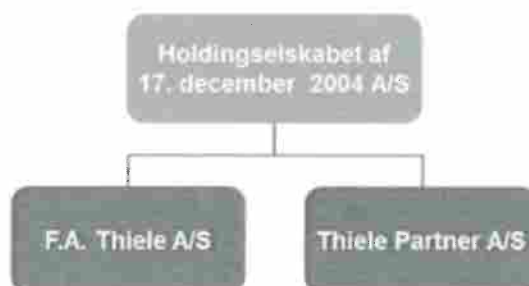 Holdingselskabet af
17. december 2004 A/S
F.A. Thiele A/S
Thiele Partner A/S